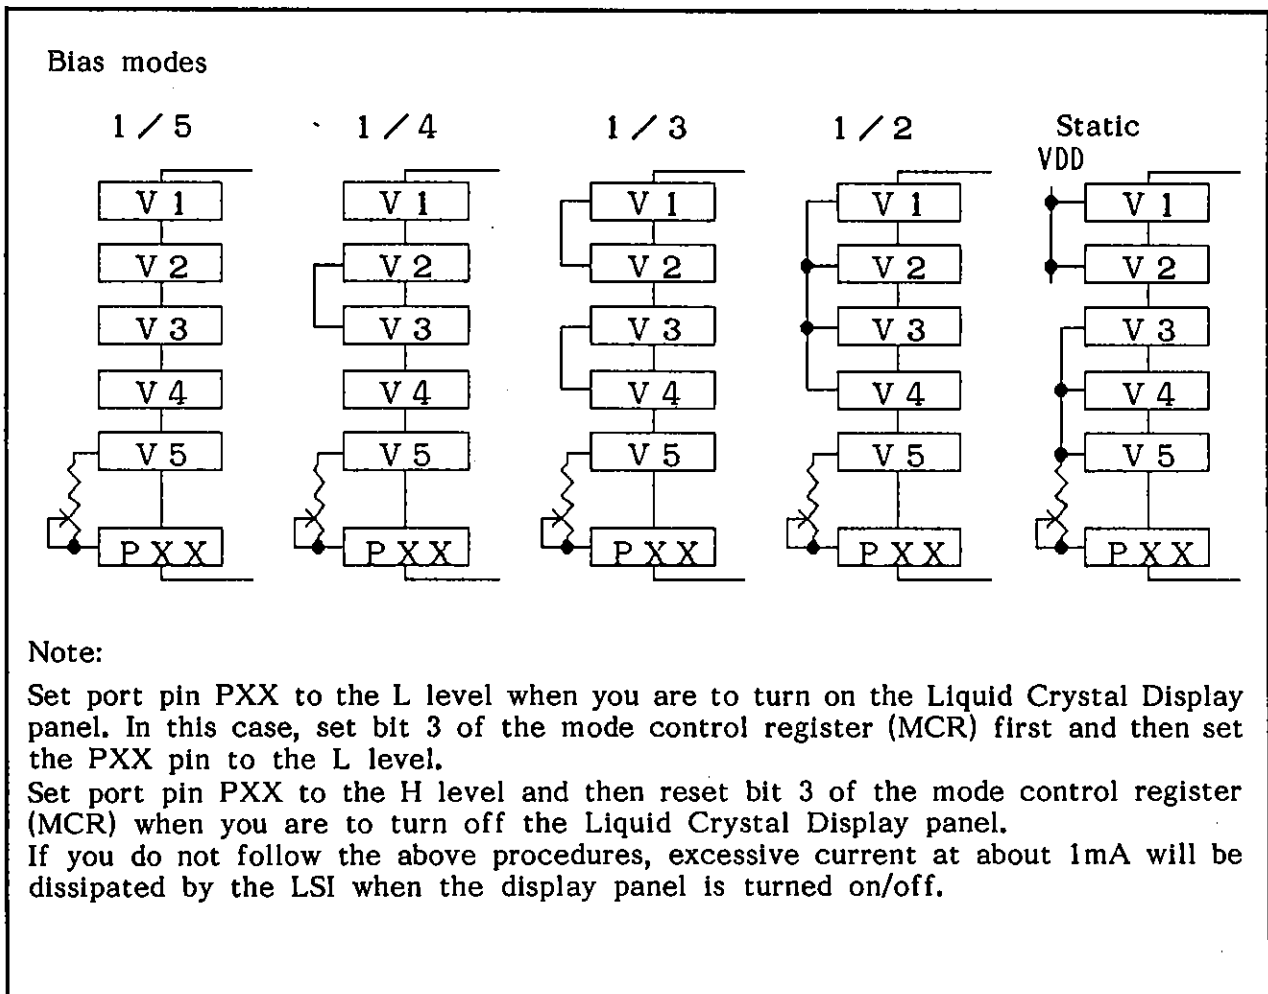 Bias modes
1 / 5 1 / 4 1 / 3 1 / 2 Static
VDD
V 1 V 1 V 1 V 1 V 1
V 2 V 2 V 2 V 2 V 2
V 3 V 3 V 3 V 3 V 3
V 4 V 4 V 4 V 4 V 4
V 5 V 5 V 5 V 5 V 5
P X X P X X P X X P X X P X X
Note:
Set port pin PXX to the L level when you are to turn on the Liquid Crystal Display
panel. In this case, set bit 3 of the mode control register (MCR) first and then set
the PXX pin to the L level.
Set port pin PXX to the H level and then reset bit 3 of the mode control register
(MCR) when you are to turn off the Liquid Crystal Display panel.
If you do not follow the above procedures, excessive current at about 1mA will be
dissipated by the LSI when the display panel is turned on/off.